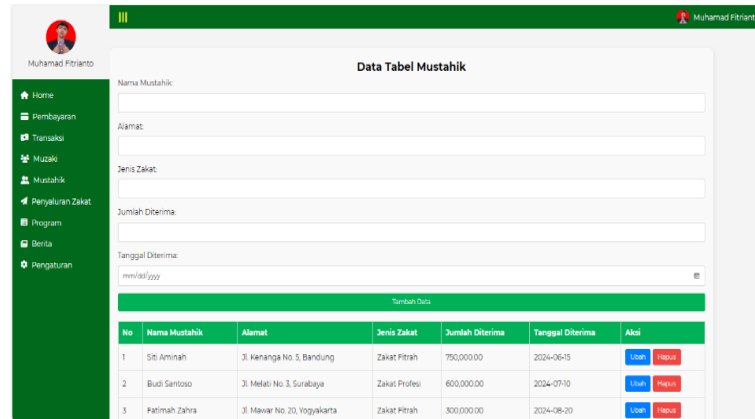 Muhamad Fitriant
Muhamad Fitrianto
Home
Pembayaran
Transaksi
Muzaki
Mustahik
Penyaluran Zakat
Program
Berita
Pengaturan
Data Tabel Mustahik
Nama Mustahik:
Alamat:
Jenis Zakat:
Jumlah Diterima:
Tanggal Diterima:
mm/dd/yyyy
Tambah Data
No Nama Mustahik Alamat Jenis Zakat Jumlah Diterima Tanggal Diterima Aksi
1 Siti Aminah Jl. Kenanga No. 5, Bandung Zakat Fitrah 750,000.00 2024-06-15 Ubah Hapus
2 Budi Santoso Jl. Melati No. 3, Surabaya Zakat Profesi 600,000.00 2024-07-10 Ubah Hapus
3 Fatimah Zahra Jl. Mawar No. 20, Yogyakarta Zakat Fitrah 300,000.00 2024-08-20 Ubah Hapus